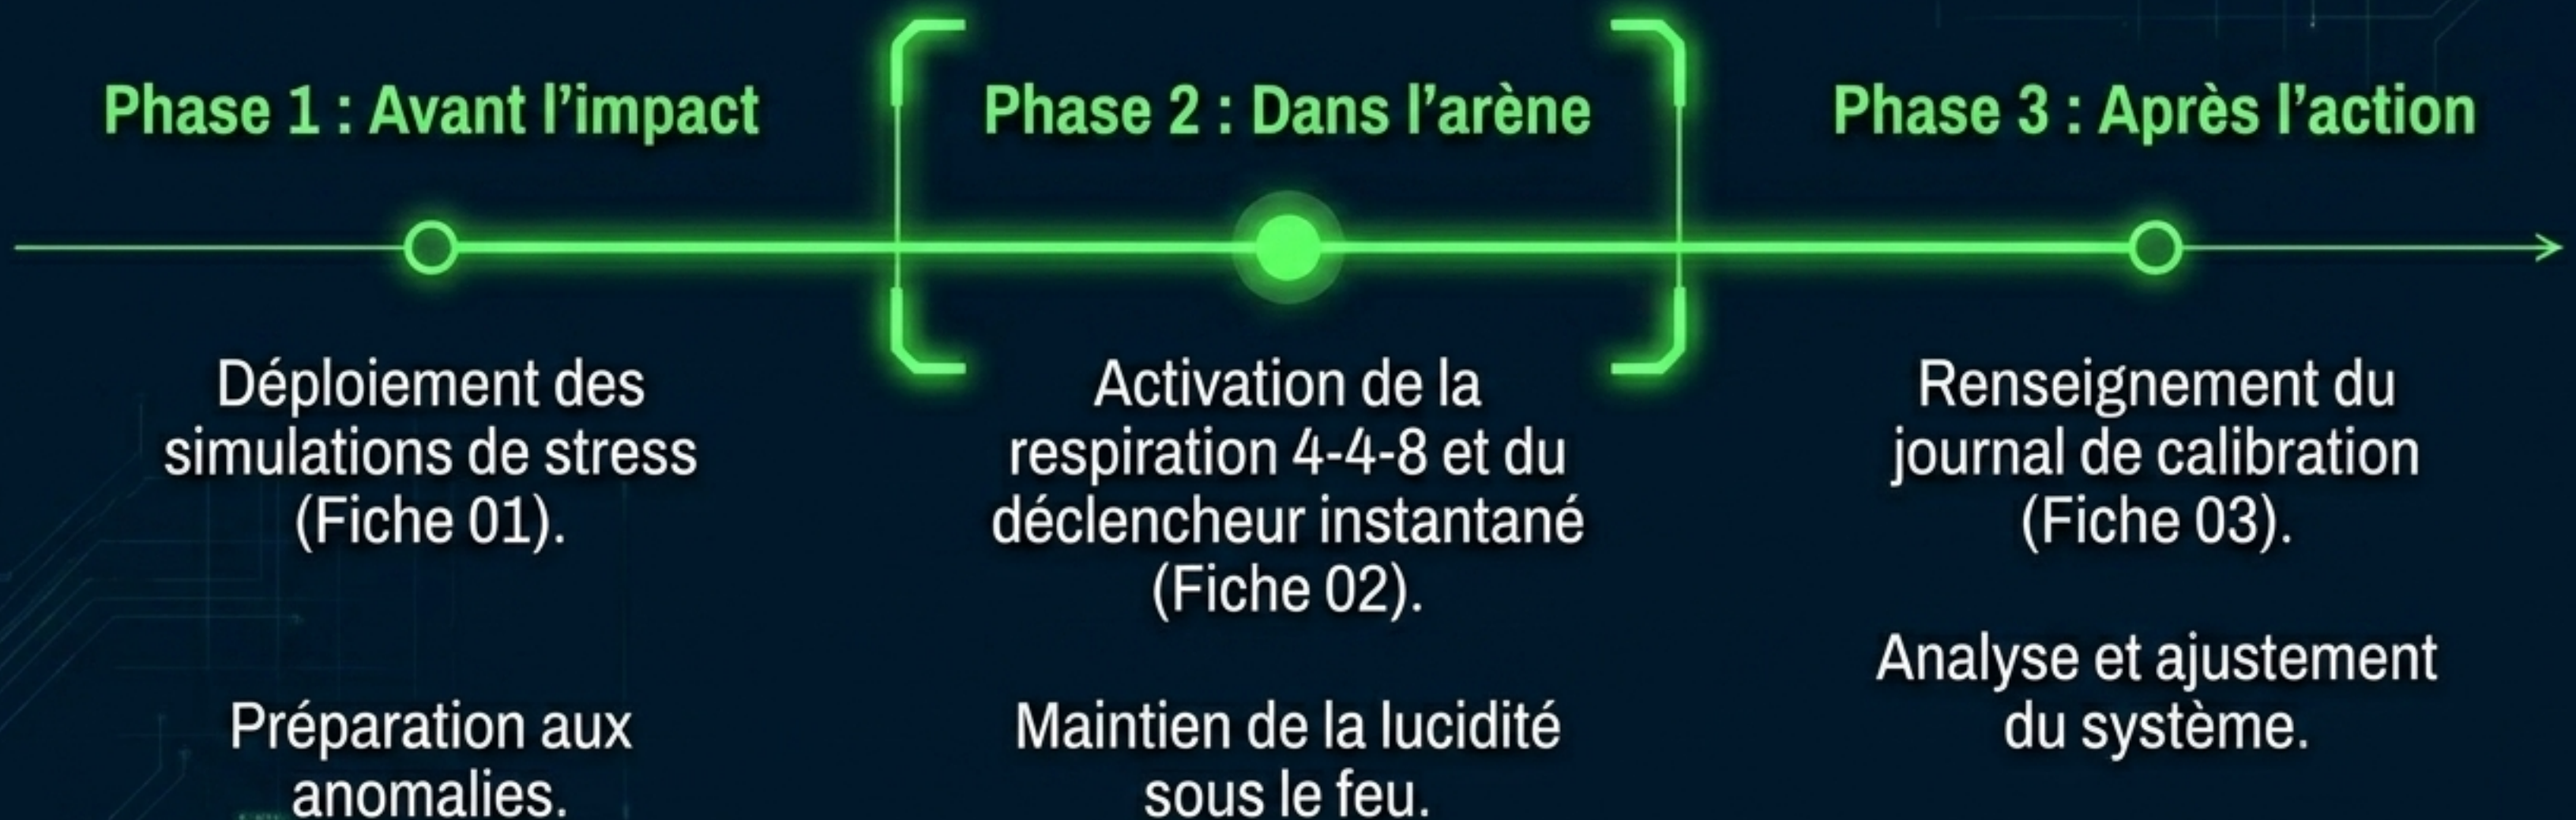 Phase 1 : Avant l’impact
Déploiement des
simulations de stress
(Fiche 01).
Préparation aux
anomalies.
Phase 2 : Dans l’arène
Activation de la
respiration 4-4-8 et du
déclencheur instantané
(Fiche 02).
Maintien de la lucidité
sous le feu.
Phase 3 : Après l’action
Renseignement du
journal de calibration
(Fiche 03).
Analyse et ajustement
du système.